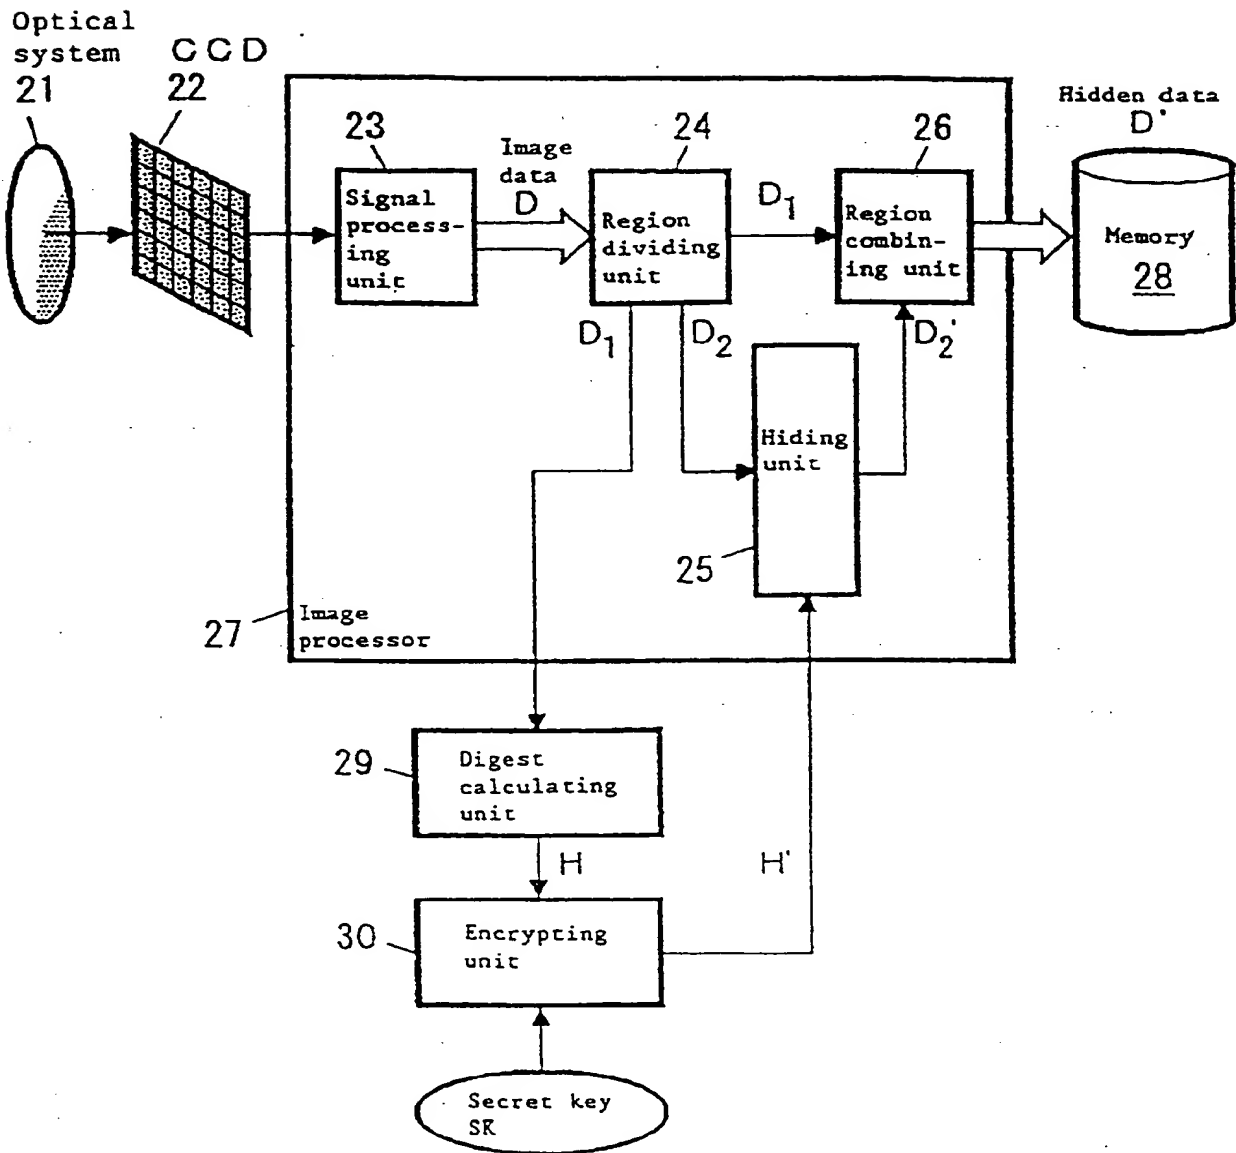 Optical
system
21
CCD
22
23
Signal
process-
ing
unit
Image
data
D
24
Region
dividing
unit
D1
26
Region
combin-
ing unit
Hidden data
D'
Memory
28
D1
D2
D2'
Hiding
unit
25
27
Image
processor
29
Digest
calculating
unit
H
H'
30
Encrypting
unit
Secret key
SR